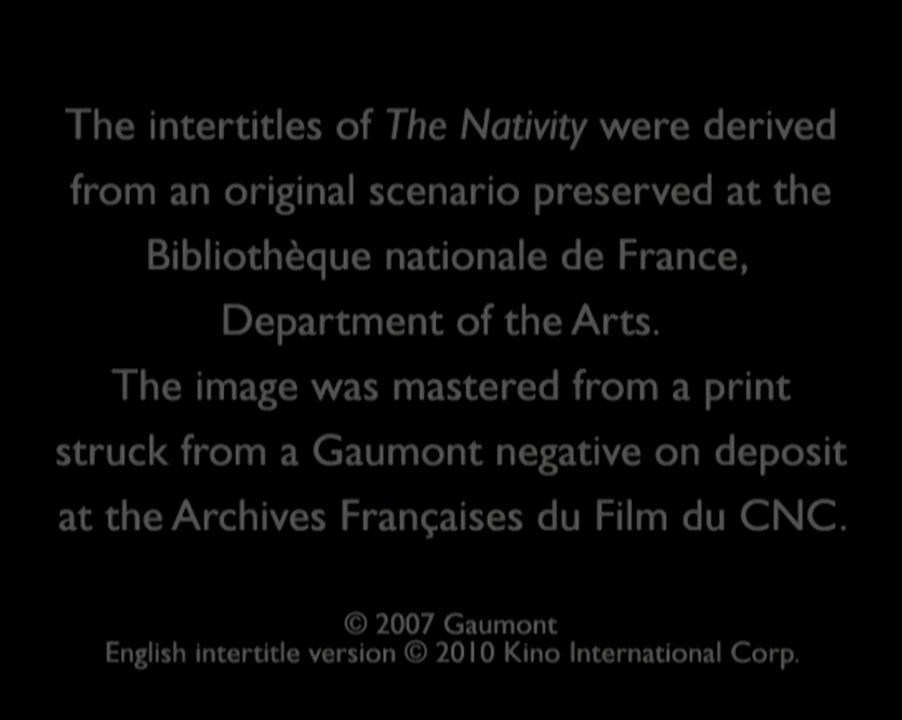 The intertitles of The Nativity were derived
from an original scenario preserved at the
Bibliothèque nationale de France,
Department of the Arts.
The image was mastered from a print
struck from a Gaumont negative on deposit
at the Archives Françaises du Film du CNC.
© 2007 Gaumont
English intertitle version © 2010 Kino International Corp.